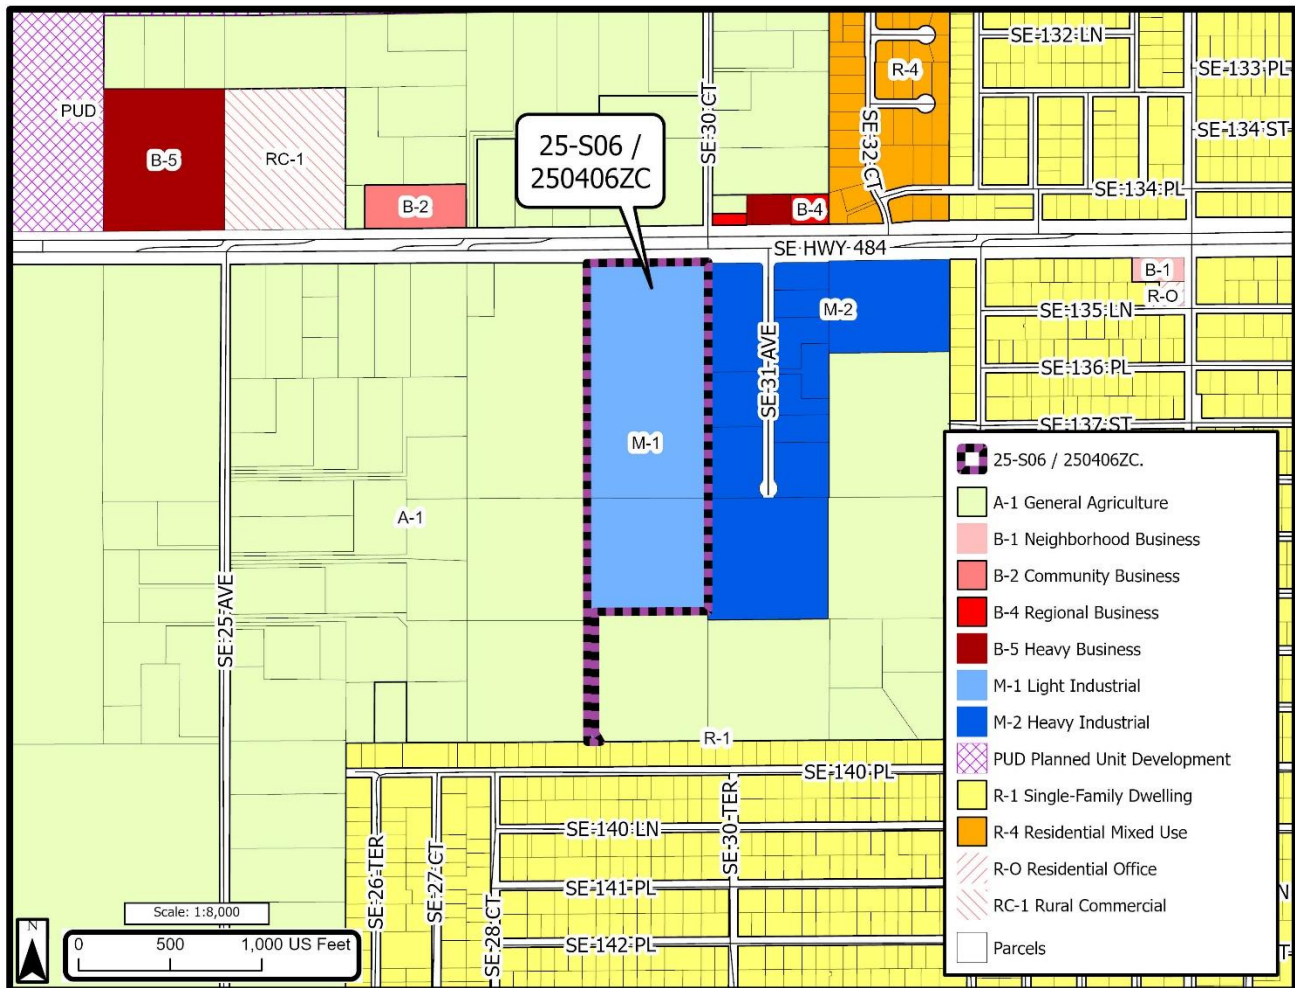 SE 132 LN
SE 133 PL
R-4
SE 30 CT
PUD
B-5
RC-1
25-S06 /
250406ZC
SE 32 CT
SE 134 ST
SE 134 PL
B-2
B-4
SE HWY 484
B-1
R-O
M-2
SE 135 LN
SE 31 AVE
SE 136 PL
SE 137 ST
M-1
A-1
SE 25 AVE
R-1
SE 140 PL
SE 26 TER
SE 27 CT
SE 28 CT
SE 140 LN
SE 30 TER
SE 141 PL
SE 142 PL
N
T
25-S06 / 250406ZC.
A-1 General Agriculture
B-1 Neighborhood Business
B-2 Community Business
B-4 Regional Business
B-5 Heavy Business
M-1 Light Industrial
M-2 Heavy Industrial
PUD Planned Unit Development
R-1 Single-Family Dwelling
R-4 Residential Mixed Use
R-O Residential Office
RC-1 Rural Commercial
Parcels
Scale: 1:8,000
N
0 500 1,000 US Feet